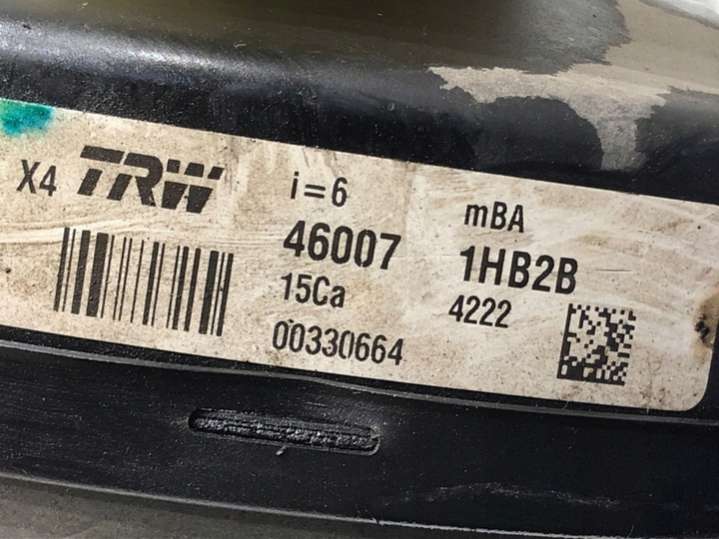 X4 TRW i=6 mBA
46007 1HB2B
15Ca 4222
00330664